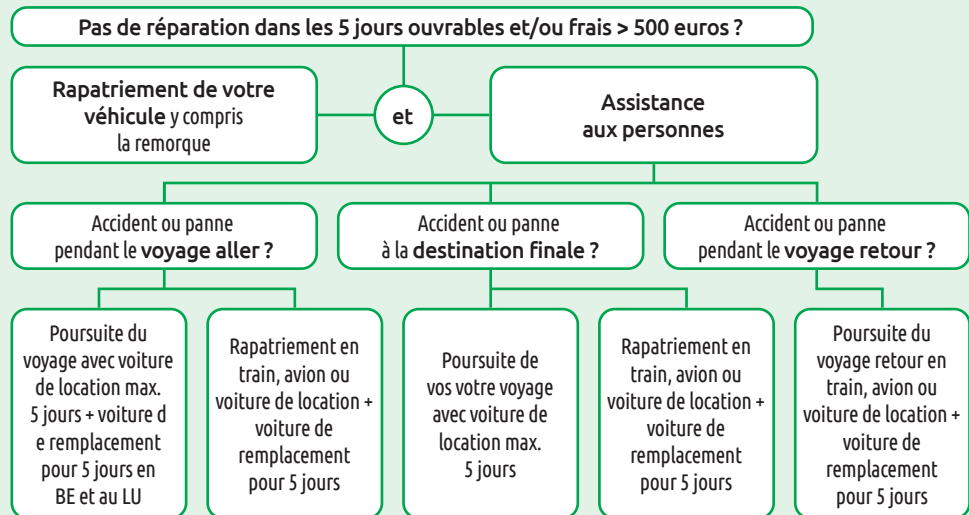 Pas de réparation dans les 5 jours ouvrables et/ou frais > 500 euros ?
Rapatriement de votre
véhicule y compris
la remorque
et
Assistance
aux personnes
Accident ou panne
pendant le voyage aller ?
Accident ou panne
à la destination finale ?
Accident ou panne
pendant le voyage retour ?
Poursuite du
voyage avec voiture
de location max.
5 jours + voiture d
e remplacement
pour 5 jours en
BE et au LU
Rapatriement en
train, avion ou
voiture de location +
voiture de
remplacement
pour 5 jours
Poursuite de
vos votre voyage
avec voiture de
location max.
5 jours
Rapatriement en
train, avion ou
voiture de location +
voiture de
remplacement
pour 5 jours
Poursuite du
voyage retour en
train, avion ou
voiture de location +
voiture de
remplacement
pour 5 jours